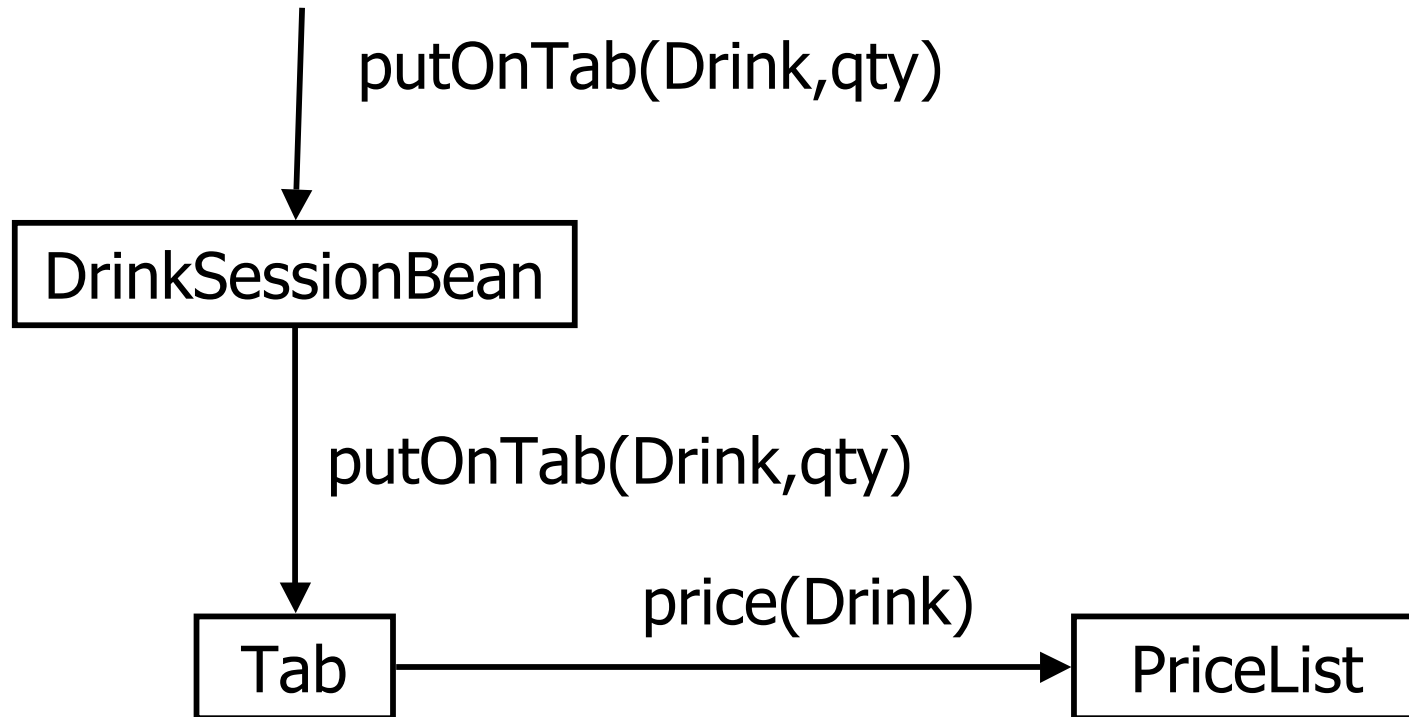 putOnTab(Drink,qty)
DrinkSessionBean
putOnTab(Drink,qty)
price(Drink)
Tab
PriceList